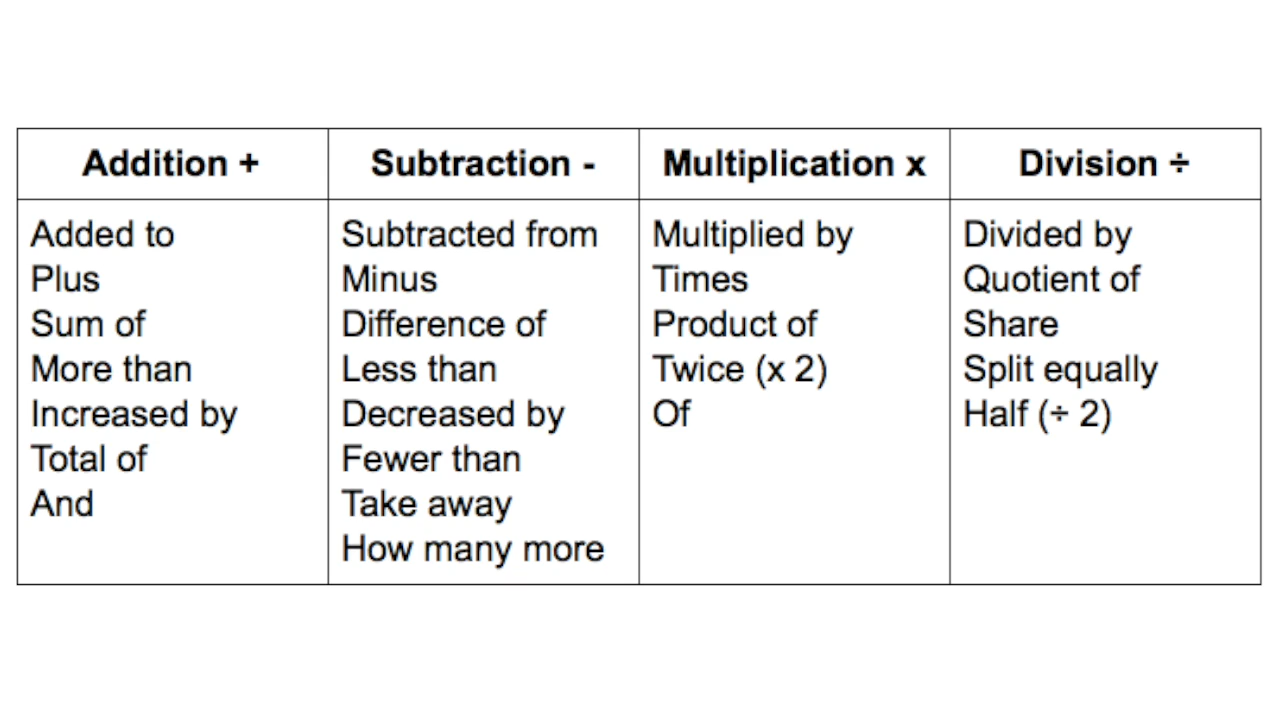 Addition +
Subtraction -
Multiplication x
Division ÷
Added to
Plus
Sum of
More than
Increased by
Total of
And
Subtracted from
Minus
Difference of
Less than
Decreased by
Fewer than
Take away
How many more
Multiplied by
Times
Product of
Twice (x 2)
Of
Divided by
Quotient of
Share
Split equally
Half (÷ 2)